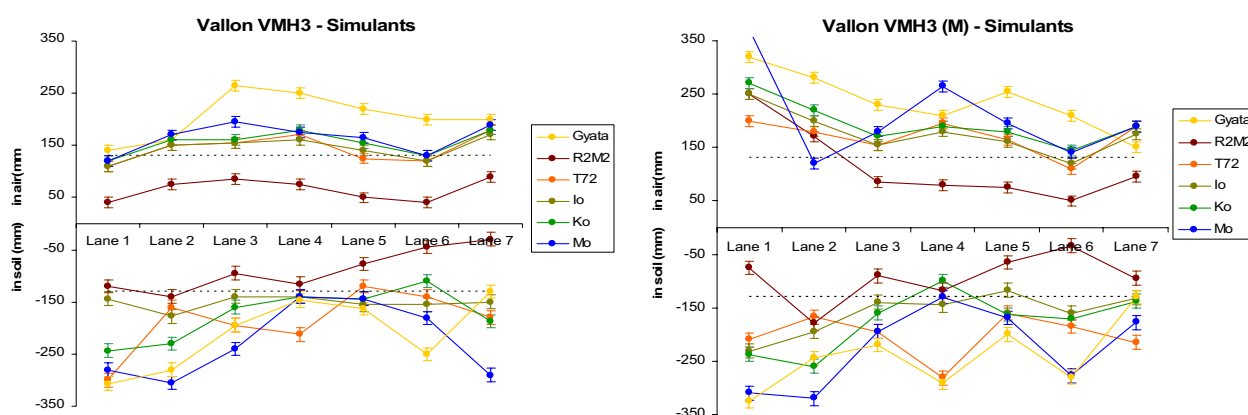 Vallon VMH3 - Simulants
350
250
150
50
-50
-150
-250
-350
in air(mm
in soil (mm)
Lane 1 Lane 2 Lane 3 Lane 4 Lane 5 Lane 6 Lane 7
Gyata
R2M2
T72
Io
Ko
Mo
Vallon VMH3 (M) - Simulants
350
250
150
50
-50
-150
-250
-350
in air(mm
in soil (mm)
Lane 1 Lane 2 Lane 3 Lane 4 Lane 5 Lane 6 Lane 7
Gyata
R2M2
T72
Io
Ko
Mo